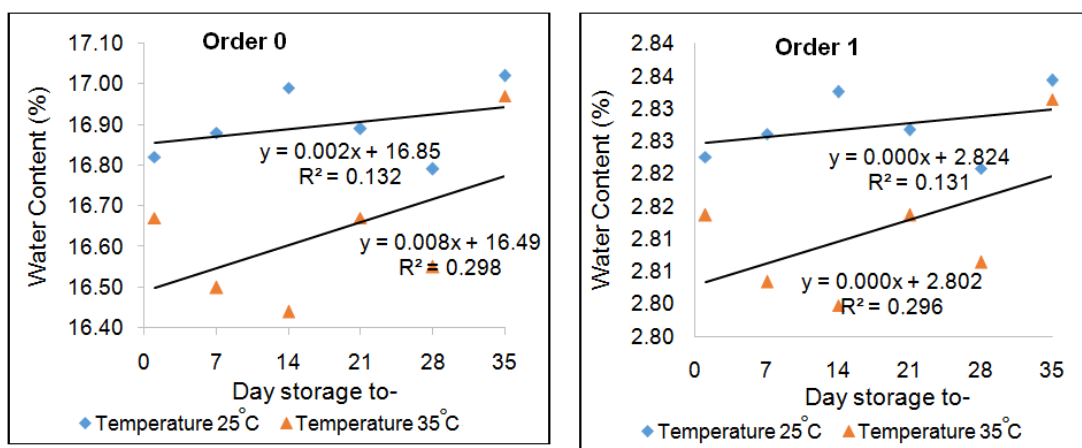 Order 0
Water Content (%)
17.10
17.00
16.90
16.80
16.70
16.60
16.50
16.40
y = 0.002x + 16.85
R² = 0.132
y = 0.008x + 16.49
R² = 0.298
0 7 14 21 28 35
Day storage to-
Temperature 25°C Temperature 35°C
Order 1
Water Content (%)
2.84
2.84
2.83
2.83
2.82
2.82
2.81
2.81
2.80
2.80
y = 0.000x + 2.824
R² = 0.131
y = 0.000x + 2.802
R² = 0.296
0 7 14 21 28 35
Day storage to-
Temperature 25°C Temperature 35°C